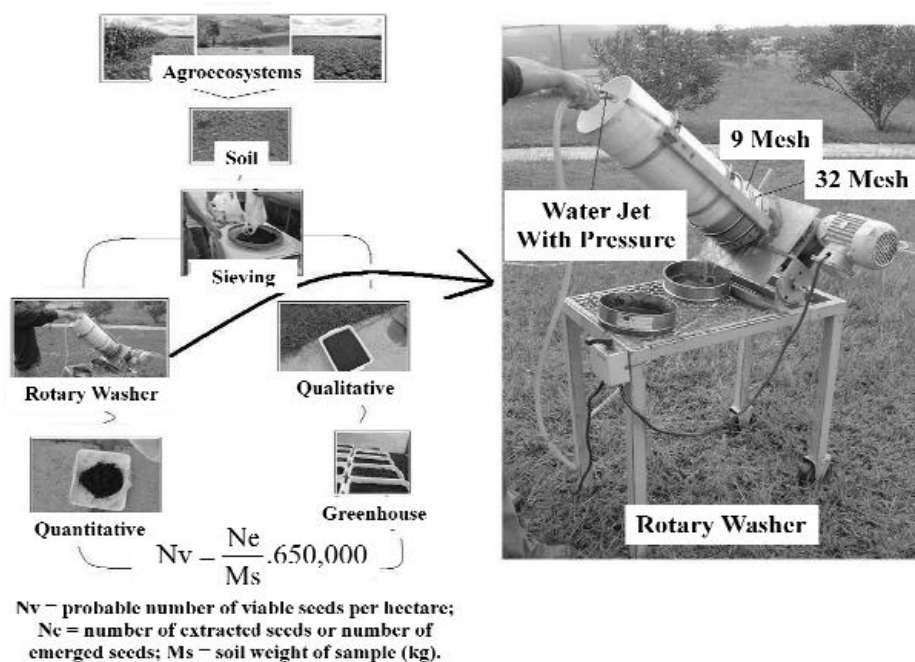 Agroecosystems
Soil
Sieving
Rotary Washer
Qualitative
Quantitative
Greenhouse
Nv = Ne/Ms .650,000
Nv = probable number of viable seeds per hectare;
Ne = number of extracted seeds or number of
emerged seeds; Ms = soil weight of sample (kg).
9 Mesh
32 Mesh
Water Jet
With Pressure
Rotary Washer